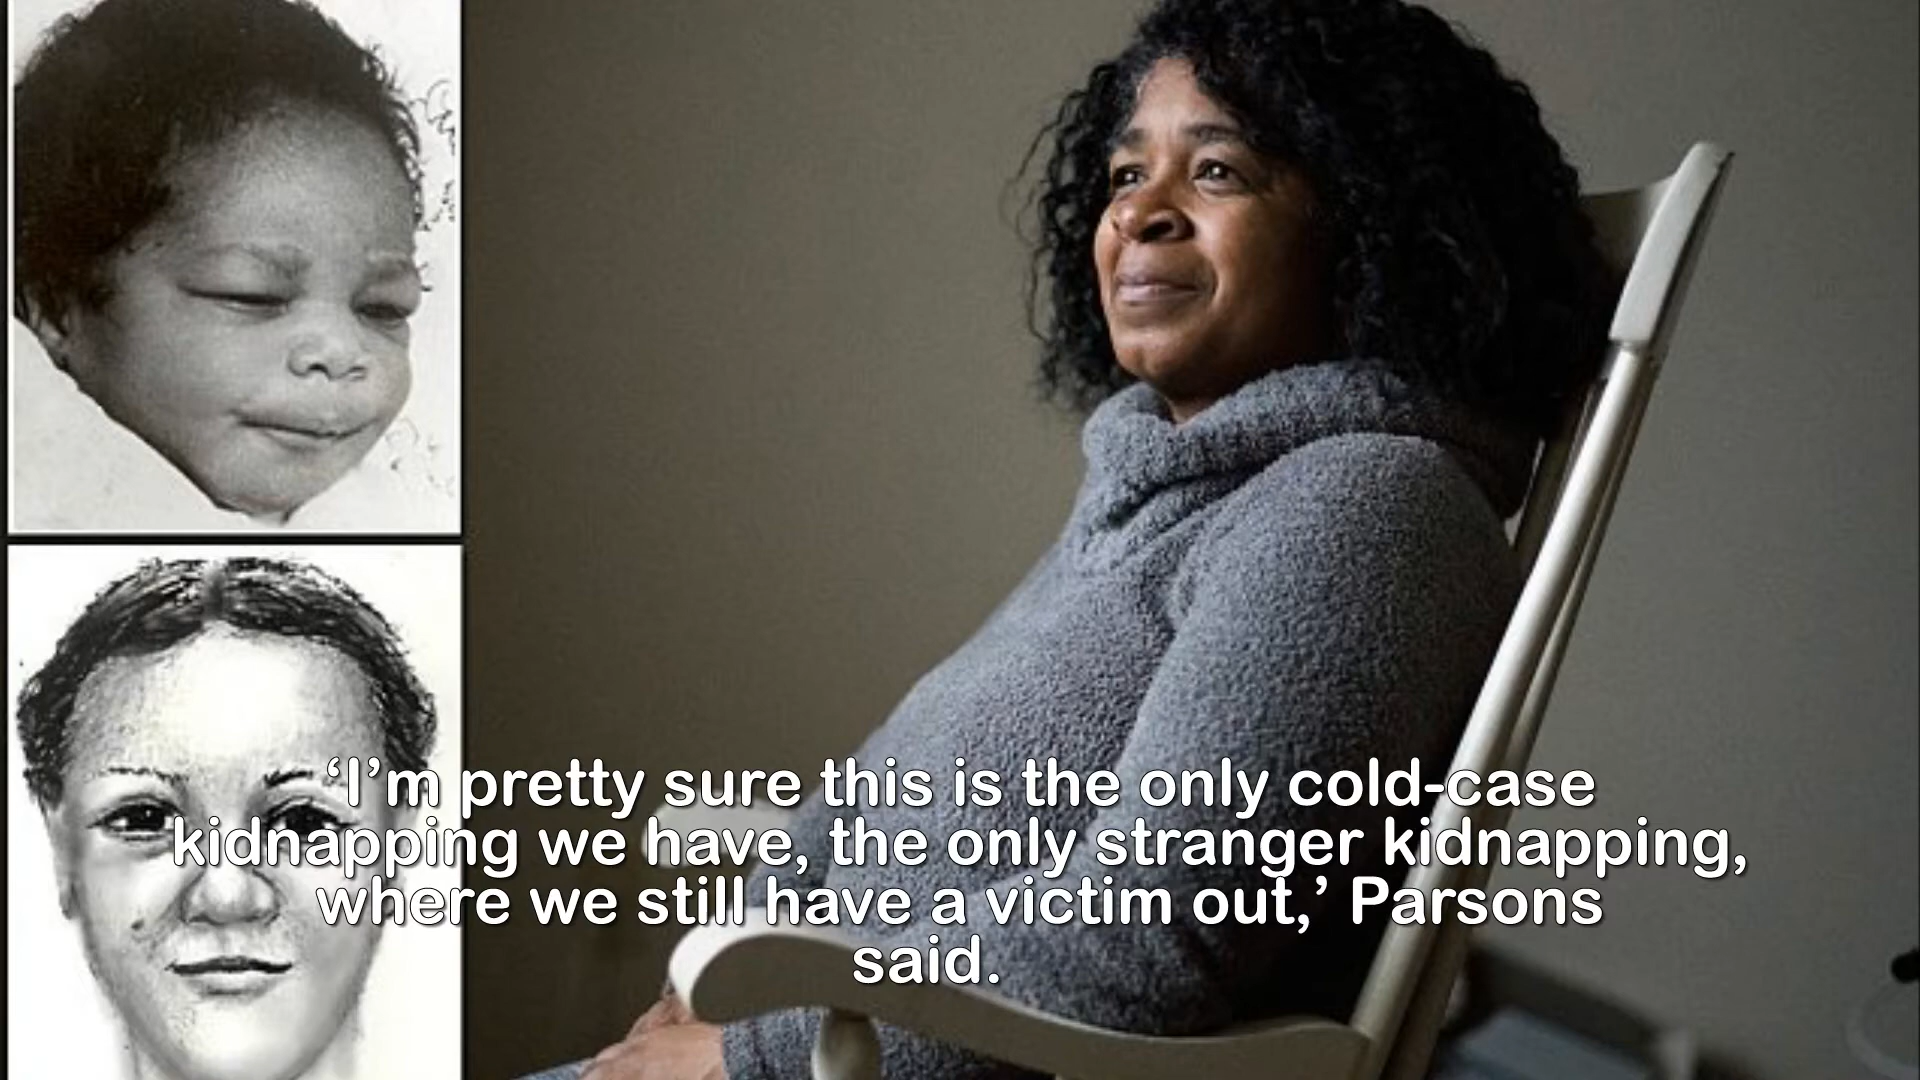 ‘I’m pretty sure this is the only cold-case
kidnapping we have, the only stranger kidnapping,
where we still have a victim out,’ Parsons
said.